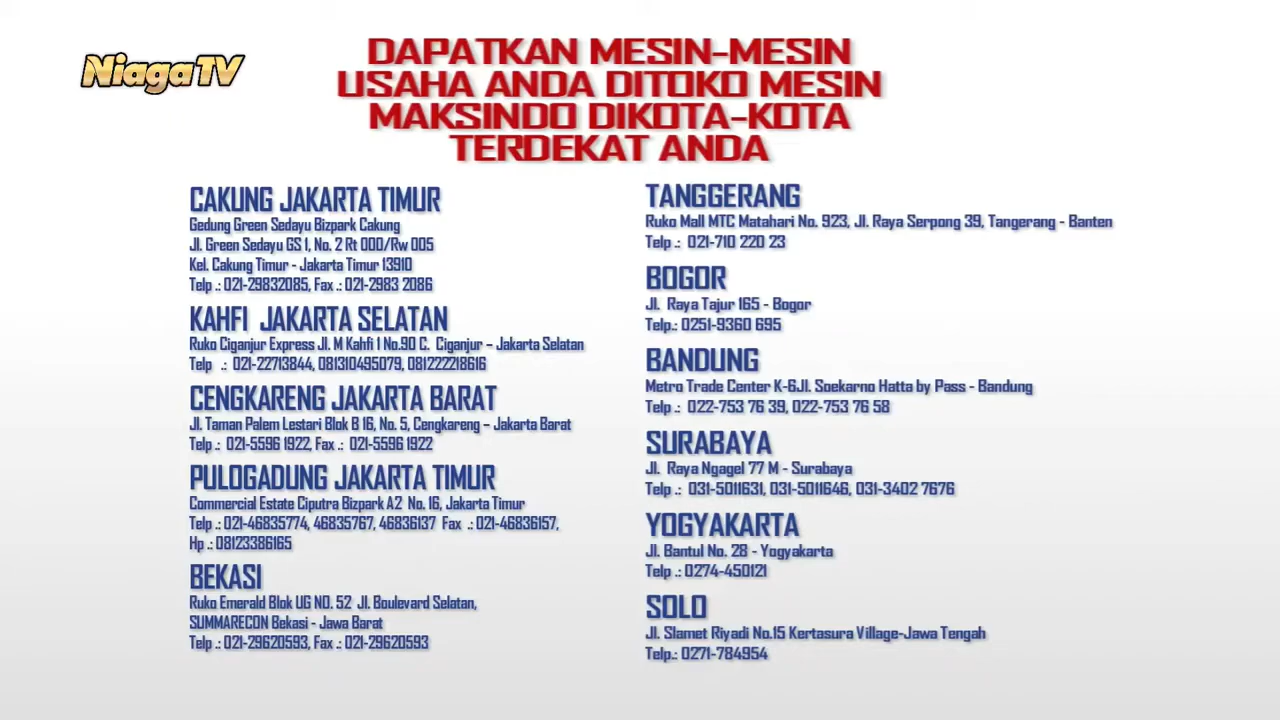 NiagaTV
DAPATKAN MESIN-MESIN
USAHA ANDA DITOKO MESIN
MAKSINDO DIKOTA-KOTA
TERDEKAT ANDA
CAKUNG JAKARTA TIMUR
Gedung Green Sedayu Bizpark Cakung
Jl. Green Sedayu GS 1, No. 2 Rt 000/Rw 005
Kel. Cakung Timur - Jakarta Timur 13910
Telp .: 021-29832085, Fax .: 021-2983 2086
KAHFI JAKARTA SELATAN
Ruko Ciganjur Express Jl. M Kahfi 1 No.90 C. Ciganjur – Jakarta Selatan
Telp .: 021-22713844, 081310495079, 081222218616
CENGKARENG JAKARTA BARAT
Jl. Taman Palem Lestari Blok B 16, No. 5, Cengkareng – Jakarta Barat
Telp .: 021-5596 1922, Fax .: 021-5596 1922
PULOGADUNG JAKARTA TIMUR
Commercial Estate Ciputra Bizpark A2 No. 16, Jakarta Timur
Telp .: 021-46835774, 46835767, 46836137 Fax .: 021-46836157,
Hp .: 08123386165
BEKASI
Ruko Emerald Blok UG NO. 52 Jl. Boulevard Selatan,
SUMMARECON Bekasi - Jawa Barat
Telp .: 021-29620593, Fax .: 021-29620593
TANGGERANG
Ruko Mall MTC Matahari No. 923, Jl. Raya Serpong 39, Tangerang - Banten
Telp .: 021-710 220 23
BOGOR
Jl. Raya Tajur 165 - Bogor
Telp.: 0251-9360 695
BANDUNG
Metro Trade Center K-6Jl. Soekarno Hatta by Pass - Bandung
Telp .: 022-753 76 39, 022-753 76 58
SURABAYA
Jl. Raya Ngagel 77 M - Surabaya
Telp .: 031-5011631, 031-5011646, 031-3402 7676
YOGYAKARTA
Jl. Bantul No. 28 - Yogyakarta
Telp .: 0274-450121
SOLO
Jl. Slamet Riyadi No.15 Kertasura Village-Jawa Tengah
Telp.: 0271-784954